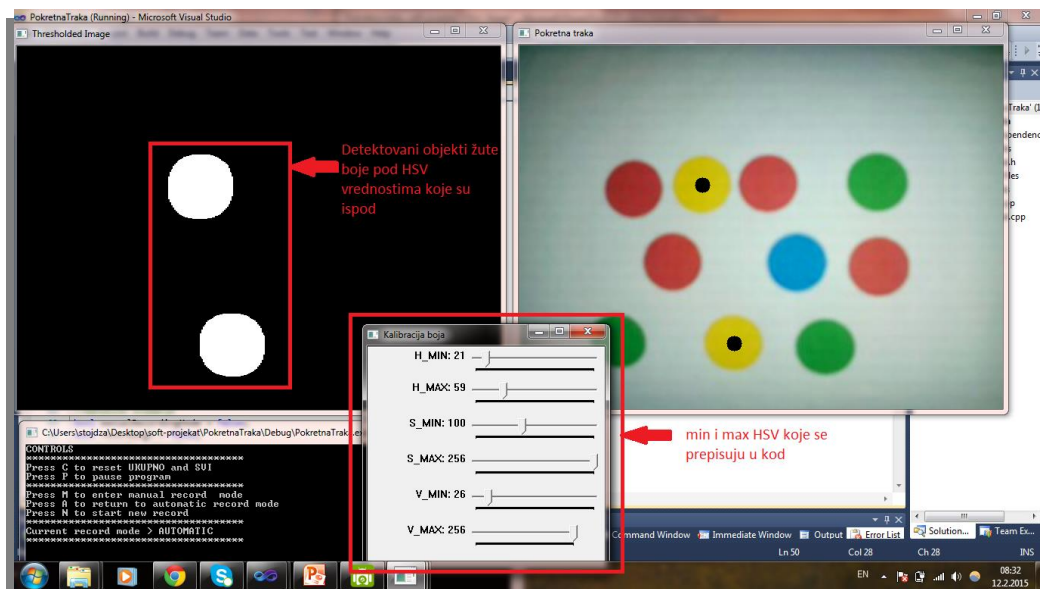 PokretnaTraka (Running) - Microsoft Visual Studio
Thresholded Image
Pokretna traka
Detektovani objekti žute
boje pod HSV
vrednostima koje su
ispod
Traka' (1
.h
.cpp
Kalibracija boja
H_MIN: 21
H_MAX: 59
S_MIN: 100
S_MAX: 256
V_MIN: 26
V_MAX: 256
min i max HSV koje se
prepisuju u kod
C:\Users\stojdza\Desktop\soft-projekat\PokretnaTraka\Debug\PokretnaTrak
CONTROLS
**************************************
Press C to reset UKUPNO and SVI
Press P to pause program
**************************************
Press M to enter manual record mode
Press A to return to automatic record mode
Press N to start new record
**************************************
Current record mode > AUTOMATIC
**************************************
Command Window Immediate Window Output Error List
Solution... Team Ex...
Ln 50 Col 28 Ch 28 INS
EN 08:32
12.2.2015